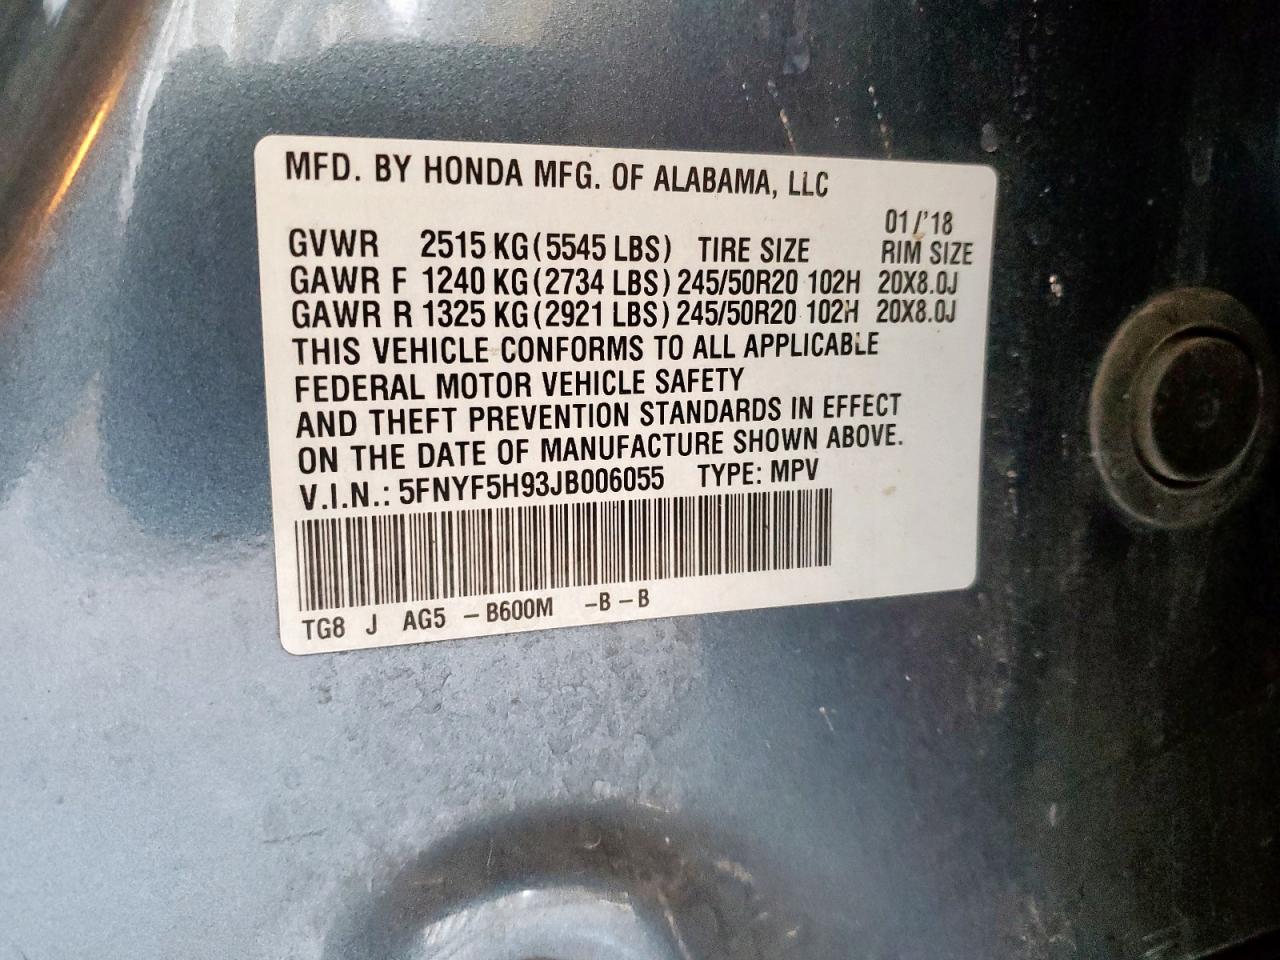 MFD. BY HONDA MFG. OF ALABAMA, LLC
01/'18
GVWR 2515 KG (5545 LBS) TIRE SIZE RIM SIZE
GAWR F 1240 KG (2734 LBS) 245/50R20 102H 20X8.0J
GAWR R 1325 KG (2921 LBS) 245/50R20 102H 20X8.0J
THIS VEHICLE CONFORMS TO ALL APPLICABLE
FEDERAL MOTOR VEHICLE SAFETY
AND THEFT PREVENTION STANDARDS IN EFFECT
ON THE DATE OF MANUFACTURE SHOWN ABOVE.
V.I.N.: 5FNYF5H93JB006055 TYPE: MPV
TG8 J AG5 - B600M - B - B